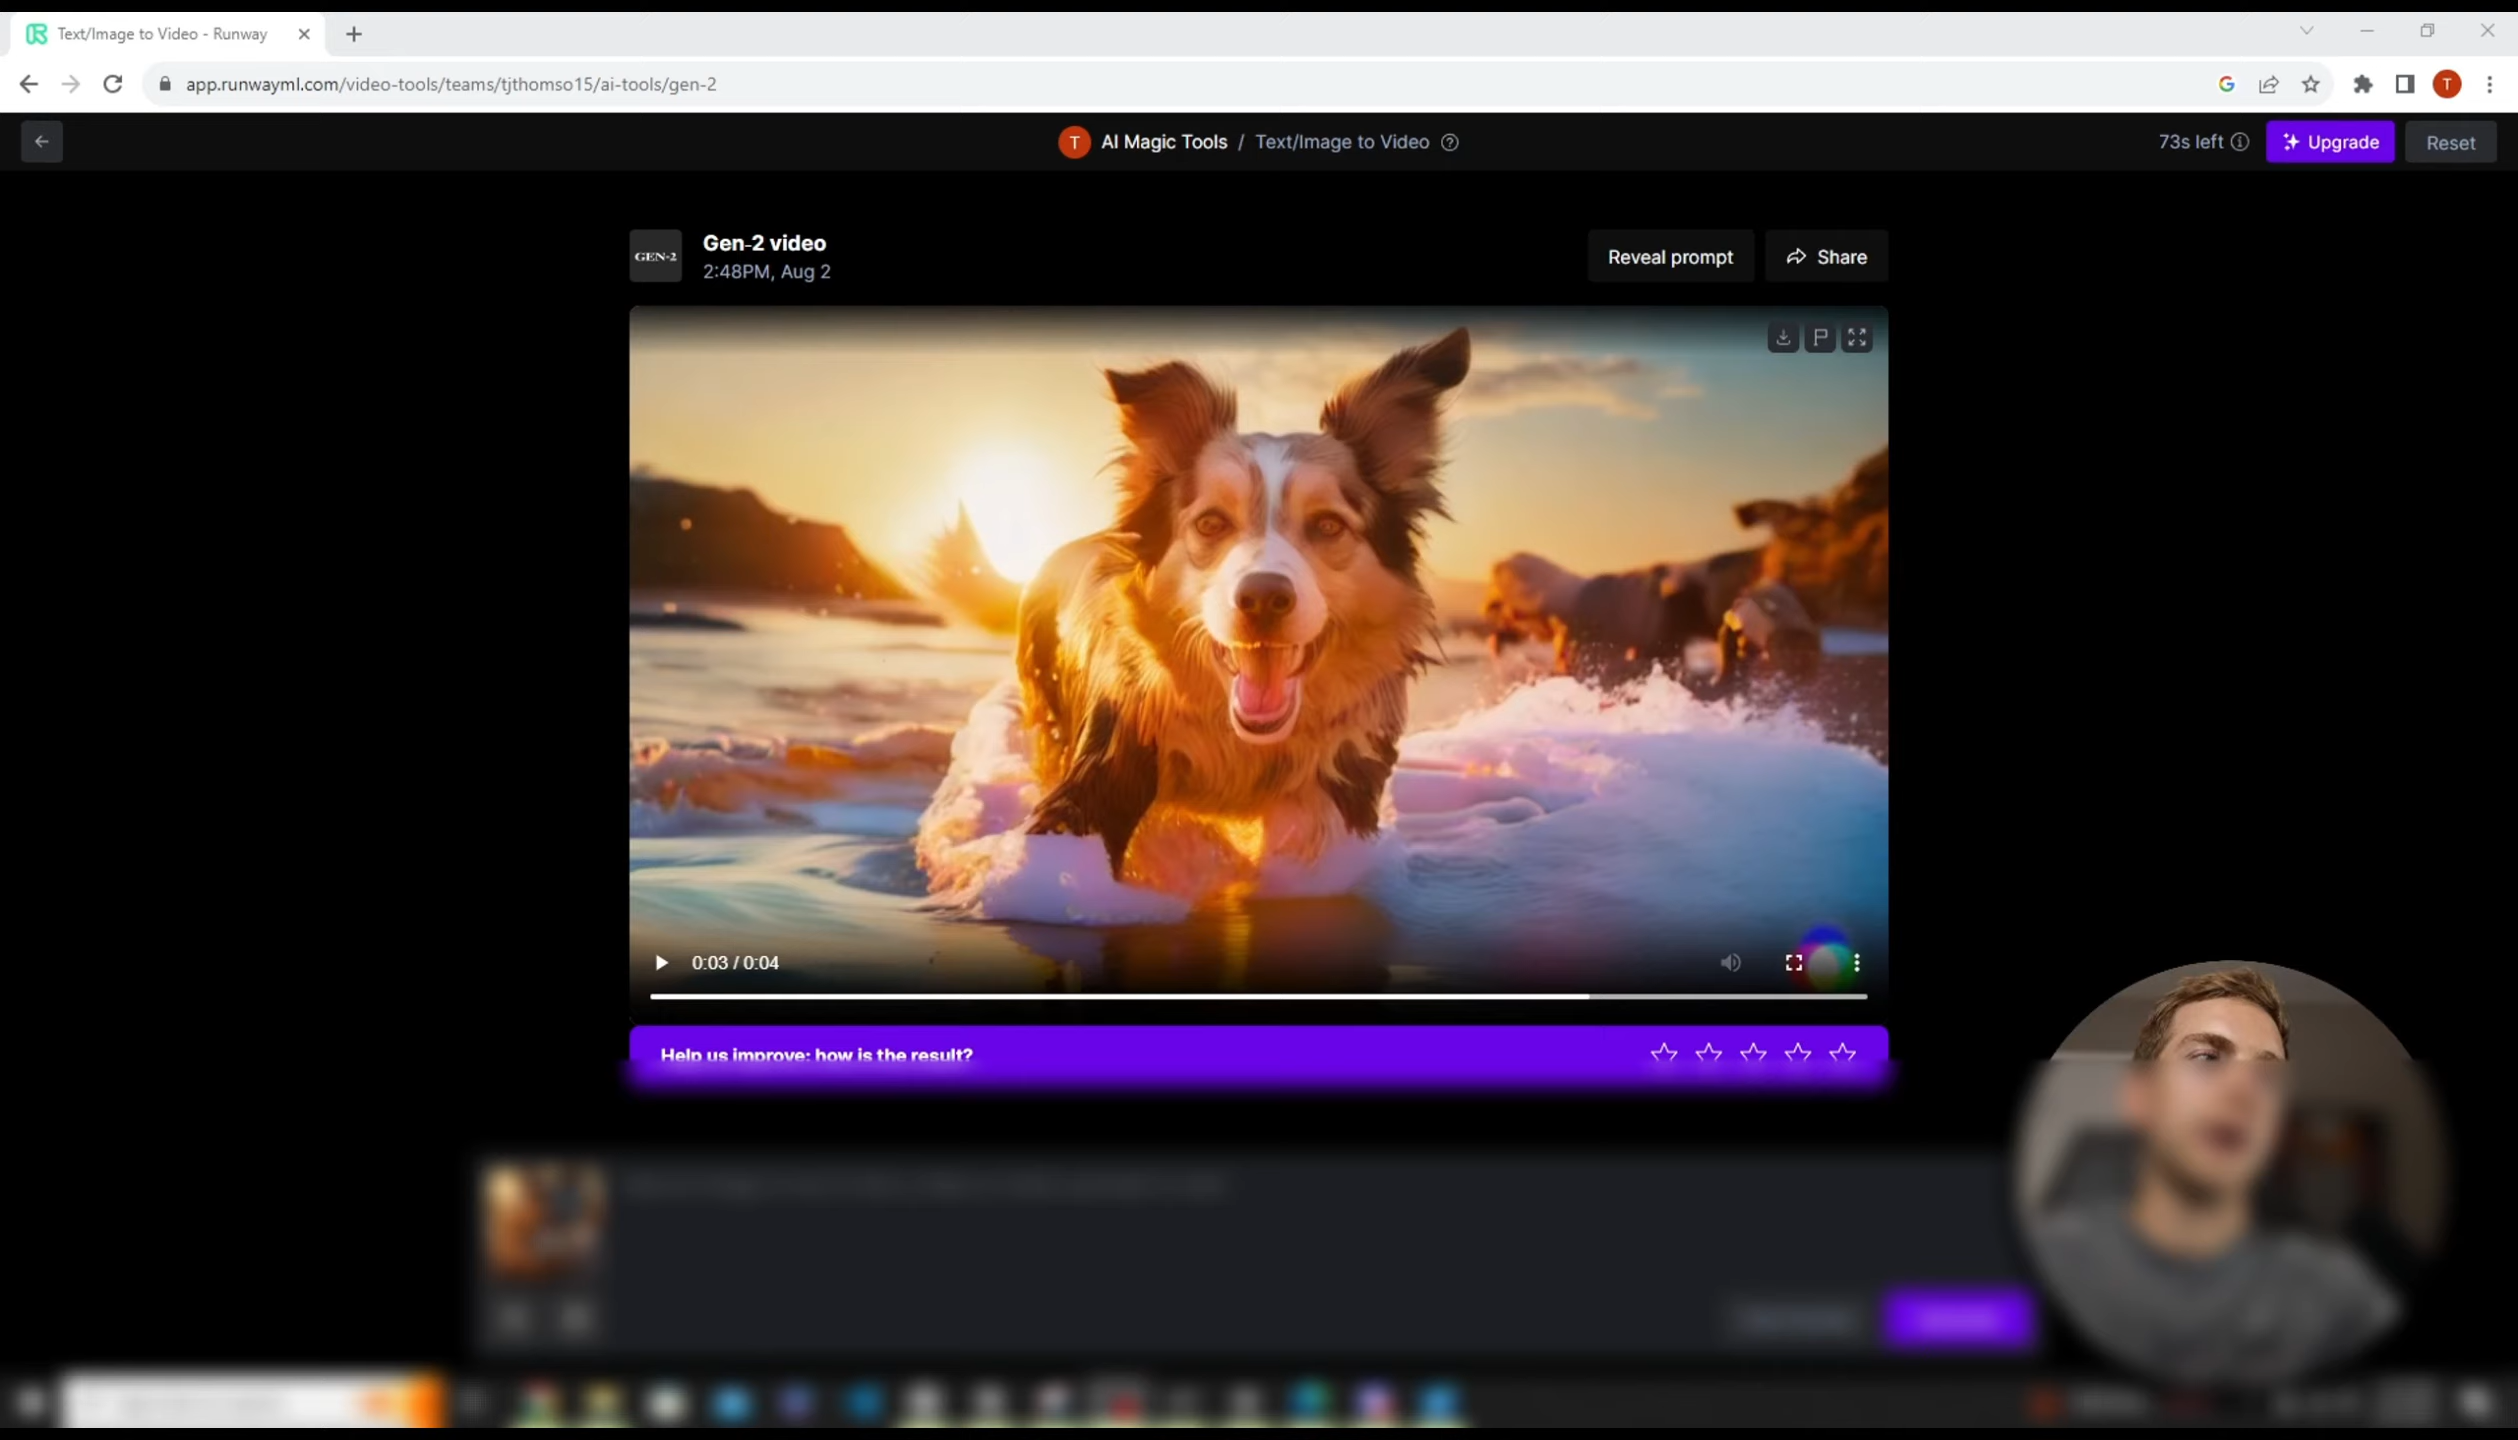 Text/Image to Video - Runway
app.runwayml.com/video-tools/teams/tjthomso15/ai-tools/gen-2
T
T AI Magic Tools / Text/Image to Video
73s left
Upgrade
Reset
GEN-2
Gen-2 video
2:48PM, Aug 2
Reveal prompt
Share
0:03 / 0:04
Help us improve: how is the result?